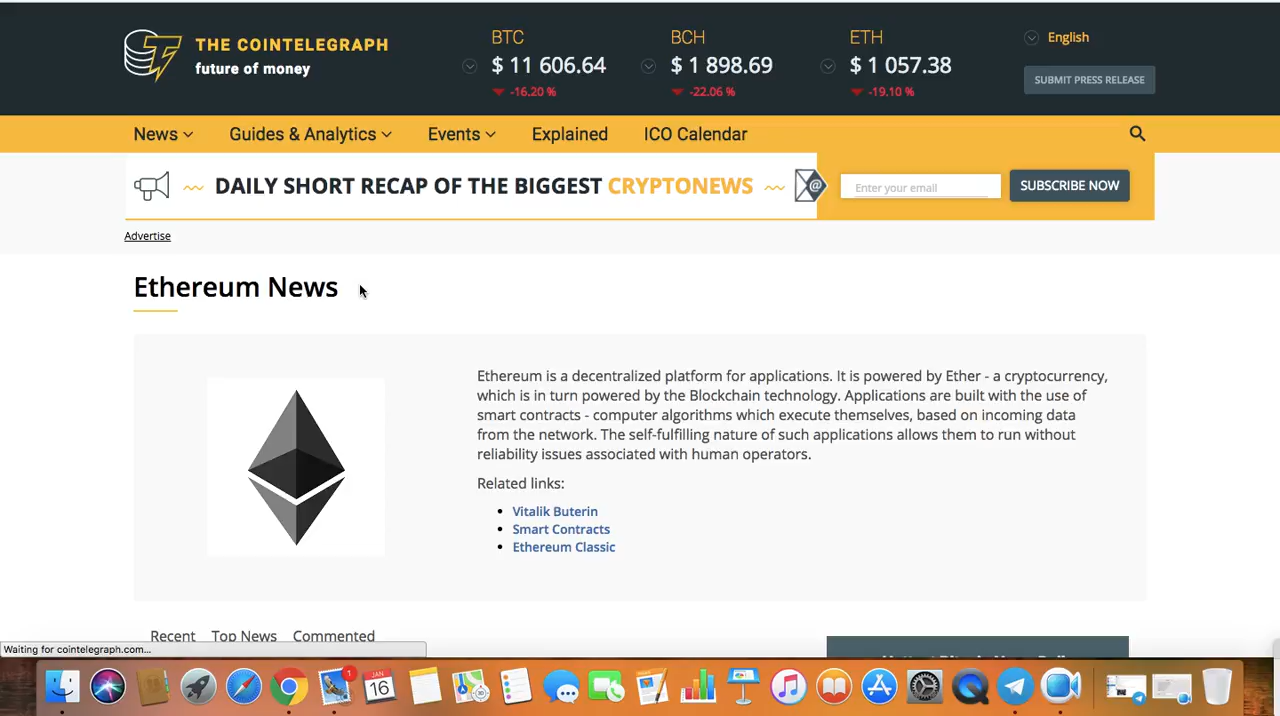 THE COINTELEGRAPH
future of money
BTC
$ 11 606.64
-16.20 %
BCH
$ 1 898.69
-22.06 %
ETH
$ 1 057.38
-19.10 %
English
SUBMIT PRESS RELEASE
News
Guides & Analytics
Events
Explained
ICO Calendar
DAILY SHORT RECAP OF THE BIGGEST CRYPTONEWS
@
Enter your email
SUBSCRIBE NOW
Advertise
Ethereum News
Ethereum is a decentralized platform for applications. It is powered by Ether - a cryptocurrency,
which is in turn powered by the Blockchain technology. Applications are built with the use of
smart contracts - computer algorithms which execute themselves, based on incoming data
from the network. The self-fulfilling nature of such applications allows them to run without
reliability issues associated with human operators.
Related links:
Vitalik Buterin
Smart Contracts
Ethereum Classic
Recent
Top News
Commented
Waiting for cointelegraph.com...
1
JAN
16